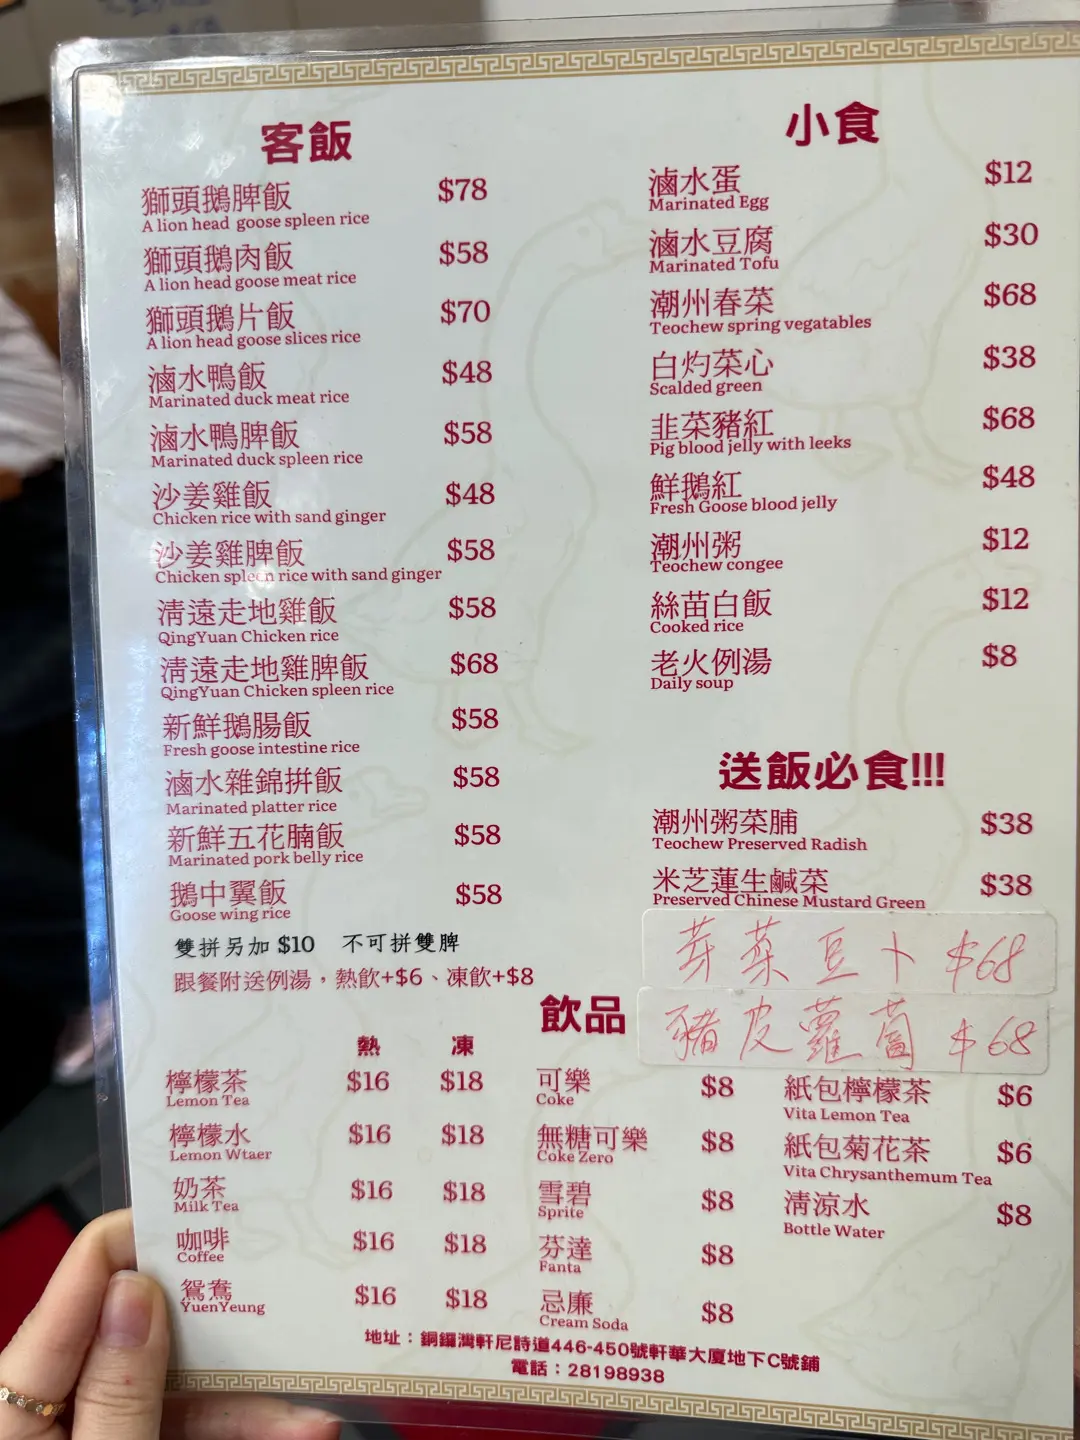 客飯
獅頭鵝脾飯 $78
A lion head goose spleen rice
獅頭鵝肉飯 $58
A lion head goose meat rice
獅頭鵝片飯 $70
A lion head goose slices rice
滷水鴨飯 $48
Marinated duck meat rice
滷水鴨脾飯 $58
Marinated duck spleen rice
沙姜雞飯 $48
Chicken rice with sand ginger
沙姜雞脾飯 $58
Chicken spleen rice with sand ginger
清遠走地雞飯 $58
QingYuan Chicken rice
清遠走地雞脾飯 $68
QingYuan Chicken spleen rice
新鮮鵝腸飯 $58
Fresh goose intestine rice
滷水雜錦拼飯 $58
Marinated platter rice
新鮮五花腩飯 $58
Marinated pork belly rice
鵝中翼飯 $58
Goose wing rice
雙拼另加 $10 不可拼雙脾
跟餐附送例湯，熱飲+$6、凍飲+$8
小食
滷水蛋 $12
Marinated Egg
滷水豆腐 $30
Marinated Tofu
潮州春菜 $68
Teochew spring vegatables
白灼菜心 $38
Scalded green
韭菜豬紅 $68
Pig blood jelly with leeks
鮮鵝紅 $48
Fresh Goose blood jelly
潮州粥 $12
Teochew congee
絲苗白飯 $12
Cooked rice
老火例湯 $8
Daily soup
送飯必食!!!
潮州粥菜脯 $38
Teochew Preserved Radish
米芝蓮生鹹菜 $38
Preserved Chinese Mustard Green
芽菜豆卜 $68
豬皮蘿蔔 $68
飲品
熱 凍
檸檬茶 $16 $18
Lemon Tea
檸檬水 $16 $18
Lemon Wtaer
奶茶 $16 $18
Milk Tea
咖啡 $16 $18
Coffee
鴛鴦 $16 $18
YuenYeung
可樂 $8
Coke
無糖可樂 $8
Coke Zero
雪碧 $8
Sprite
芬達 $8
Fanta
忌廉 $8
Cream Soda
紙包檸檬茶 $6
Vita Lemon Tea
紙包菊花茶 $6
Vita Chrysanthemum Tea
清涼水 $8
Bottle Water
地址：銅鑼灣軒尼詩道446-450號軒華大廈地下C號鋪
電話：28198938